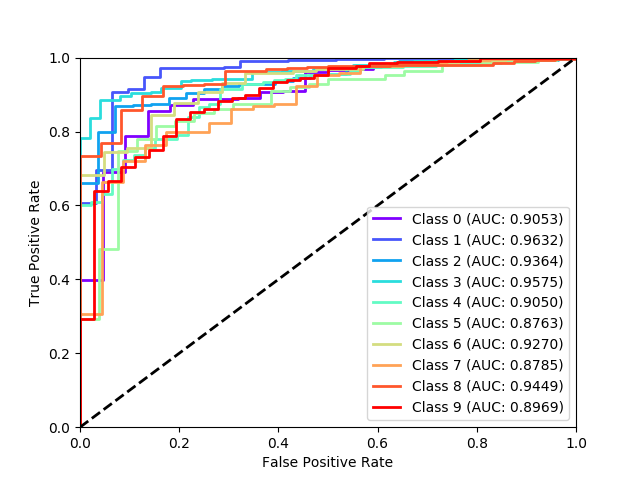 1.0
0.8
0.6
0.4
0.2
0.0
True Positive Rate
Class 0 (AUC: 0.9053)
Class 1 (AUC: 0.9632)
Class 2 (AUC: 0.9364)
Class 3 (AUC: 0.9575)
Class 4 (AUC: 0.9050)
Class 5 (AUC: 0.8763)
Class 6 (AUC: 0.9270)
Class 7 (AUC: 0.8785)
Class 8 (AUC: 0.9449)
Class 9 (AUC: 0.8969)
0.0 0.2 0.4 0.6 0.8 1.0
False Positive Rate